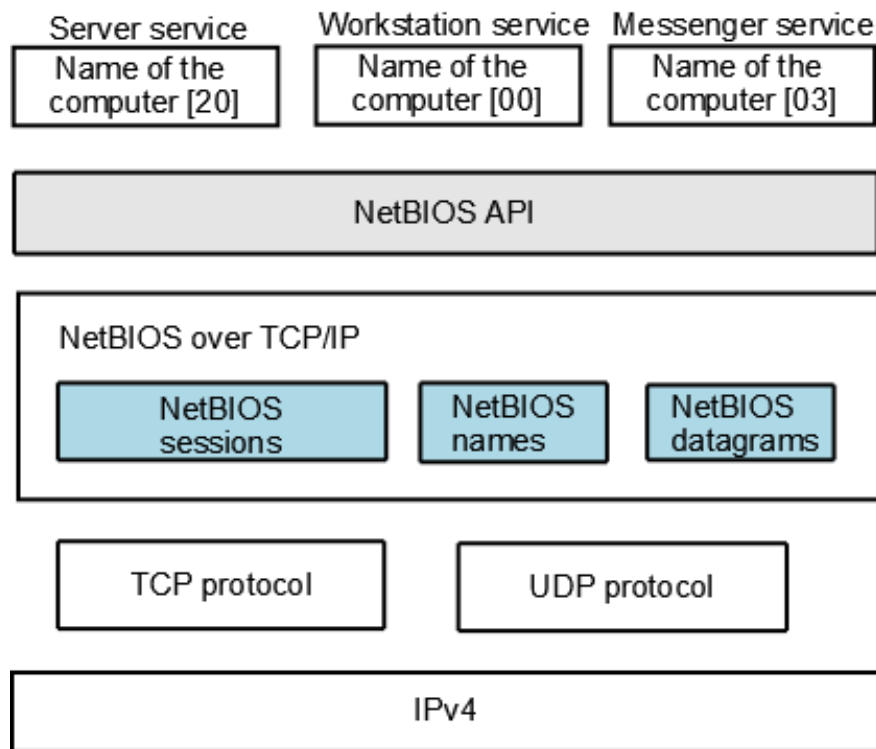 Server service
Workstation service
Messenger service
Name of the
computer [20]
Name of the
computer [00]
Name of the
computer [03]
NetBIOS API
NetBIOS over TCP/IP
NetBIOS
sessions
NetBIOS
names
NetBIOS
datagrams
TCP protocol
UDP protocol
IPv4